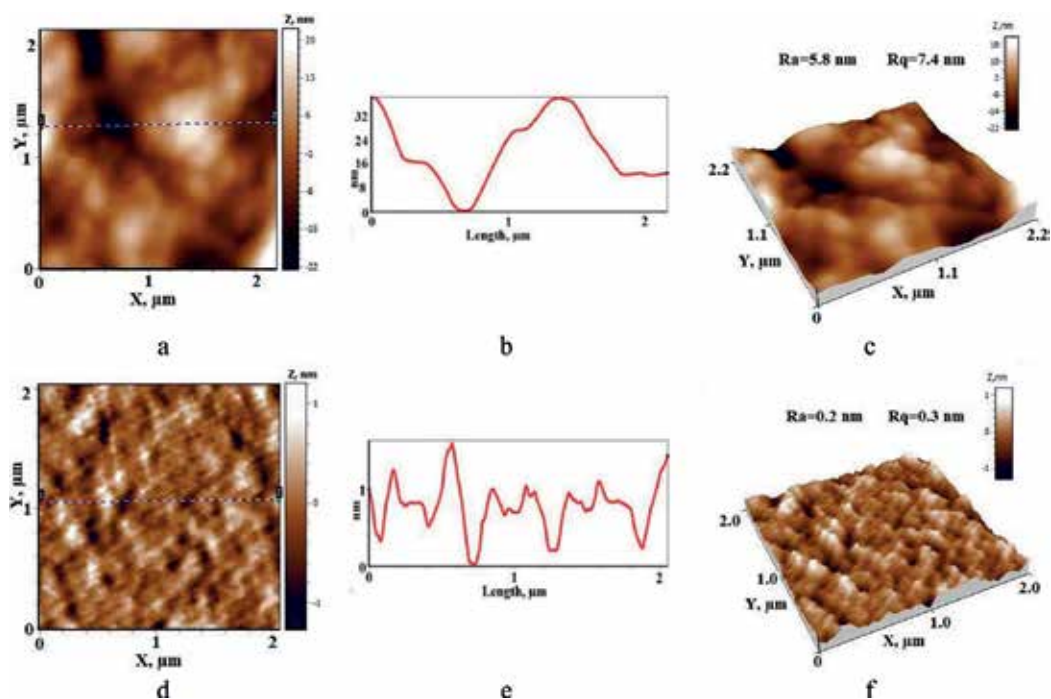 Z, nm
2
Y, µm
1
0
0
1
2
X, µm
21
13
6
-15
-22
a
32
24
16
8
0
nm
0
1
2
Length, µm
b
Ra=5.8 nm Rq=7.4 nm
Z, nm
2.2
1.1
Y, µm
0
1.1
X, µm
2.25
c
Z, nm
2
Y, µm
1
0
0
1
2
X, µm
1
0
-1
d
1
nm
0
0
1
2
Length, µm
e
Ra=0.2 nm Rq=0.3 nm
Z, nm
1
0
-1
2.0
1.0
Y, µm
0
1.0
X, µm
2.0
f